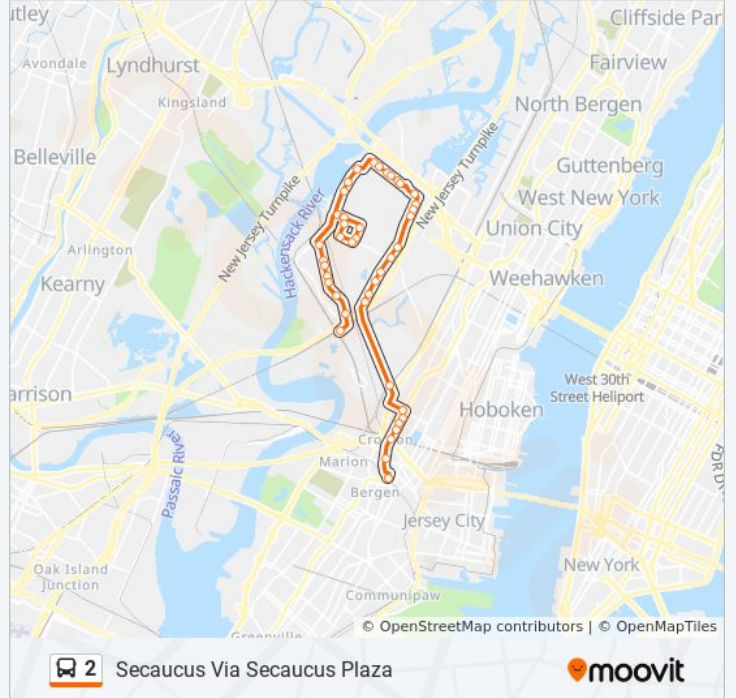 utley
Cliffside Par
Avondale
Lyndhurst
Fairview
Kingsland
North Bergen
Belleville
New Jersey Turnpike
Guttenberg
West New York
New Jersey Turnpike
Hackensack River
Union City
Arlington
Kearny
Weehawken
arrison
West 30th
Street Heliport
Hoboken
Passaic River
Marion
Bergen
Jersey City
FDR D
Oak Island
Junction
New York
Communipaw
Greenville
© OpenStreetMap contributors | © OpenMapTiles
2 Secaucus Via Secaucus Plaza
moovit